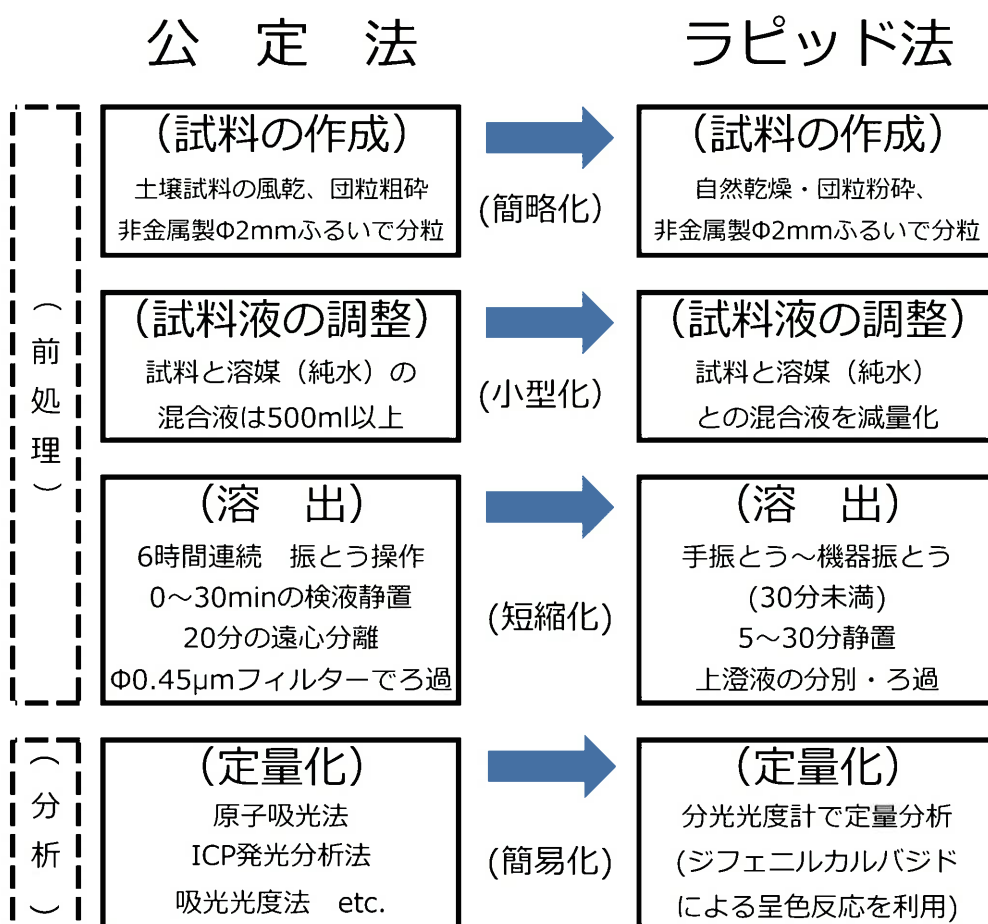 公 定 法
ラピッド法
（前処理）
（試料の作成）
土壌試料の風乾、団粒粗砕
非金属製Φ2mmふるいで分粒
(簡略化）
（試料の作成）
自然乾燥・団粒粉砕、
非金属製Φ2mmふるいで分粒
（試料液の調整）
試料と溶媒（純水）の
混合液は500ml以上
(小型化）
（試料液の調整）
試料と溶媒（純水）
との混合液を減量化
（溶　出）
6時間連続　振とう操作
0～30minの検液静置
20分の遠心分離
Φ0.45μmフィルターでろ過
(短縮化)
（溶　出）
手振とう～機器振とう
(30分未満)
5～30分静置
上澄液の分別・ろ過
（分析）
（定量化）
原子吸光法
ICP発光分析法
吸光光度法　etc.
(簡易化)
（定量化）
分光光度計で定量分析
(ジフェニルカルバジド
による呈色反応を利用)